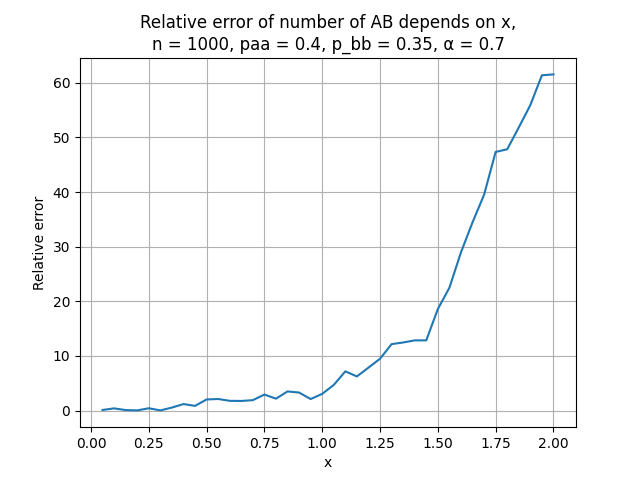 Relative error of number of AB depends on x,
n = 1000, paa = 0.4, p_bb = 0.35, α = 0.7
60
50
40
30
20
10
0
Relative error
0.00 0.25 0.50 0.75 1.00 1.25 1.50 1.75 2.00
x